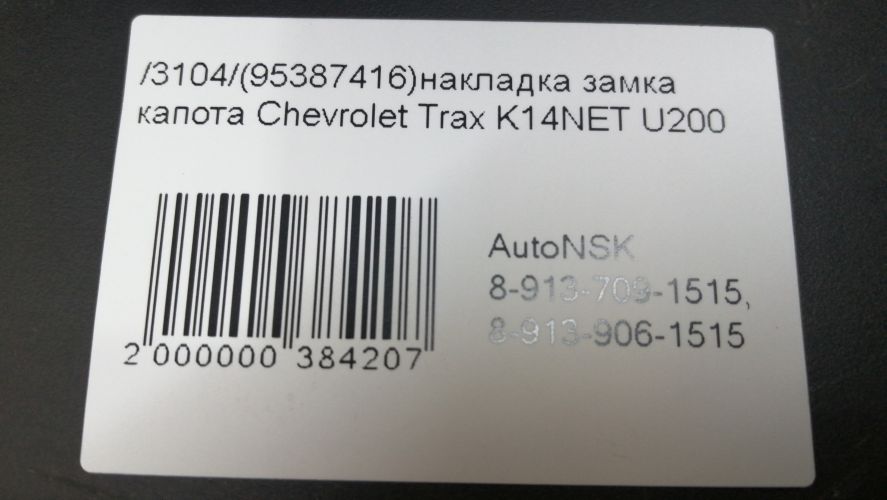 /3104/(95387416)накладка замка
капота Chevrolet Trax K14NET U200
AutoNSK
8-913-709-1515,
8-913-906-1515
2 000000 384207